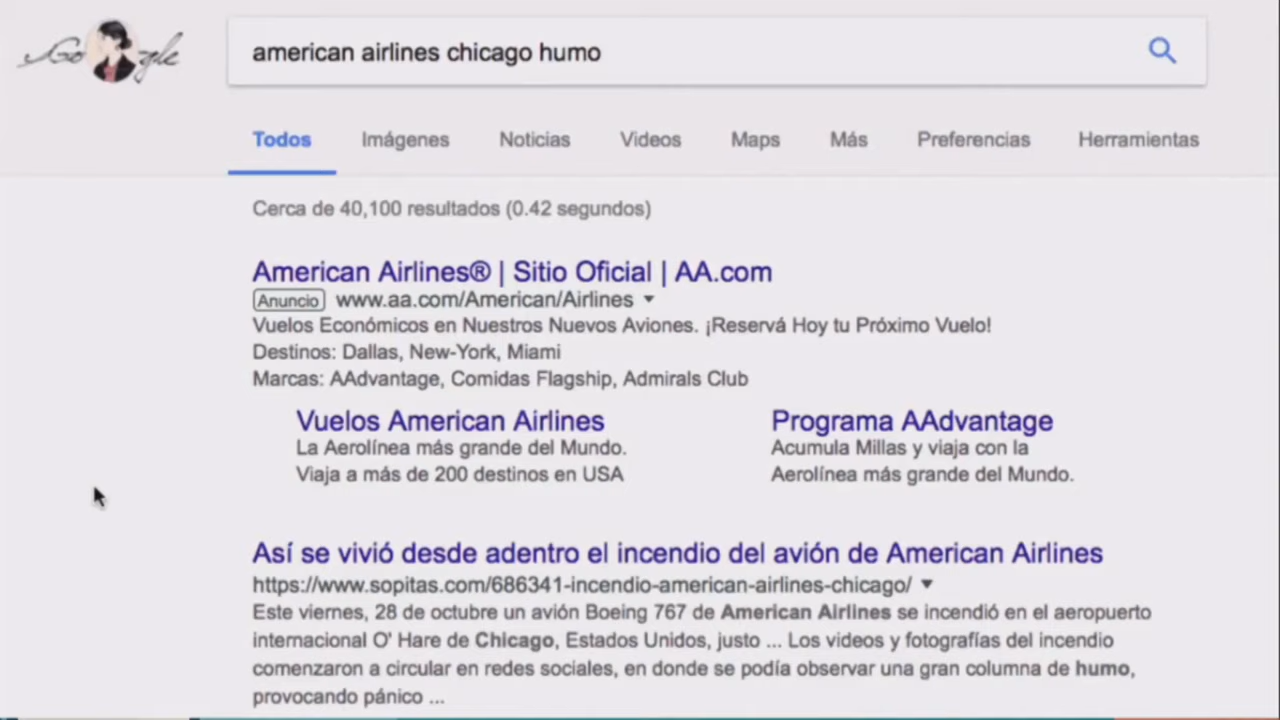 Google
american airlines chicago humo
Todos Imágenes Noticias Videos Maps Más Preferencias Herramientas
Cerca de 40,100 resultados (0.42 segundos)
American Airlines® | Sitio Oficial | AA.com
Anuncio www.aa.com/American/Airlines
Vuelos Económicos en Nuestros Nuevos Aviones. ¡Reservá Hoy tu Próximo Vuelo!
Destinos: Dallas, New-York, Miami
Marcas: AAdvantage, Comidas Flagship, Admirals Club
Vuelos American Airlines
La Aerolínea más grande del Mundo.
Viaja a más de 200 destinos en USA
Programa AAdvantage
Acumula Millas y viaja con la
Aerolínea más grande del Mundo.
Así se vivió desde adentro el incendio del avión de American Airlines
https://www.sopitas.com/686341-incendio-american-airlines-chicago/
Este viernes, 28 de octubre un avión Boeing 767 de American Airlines se incendió en el aeropuerto
internacional O' Hare de Chicago, Estados Unidos, justo ... Los videos y fotografías del incendio
comenzaron a circular en redes sociales, en donde se podía observar una gran columna de humo,
provocando pánico ...